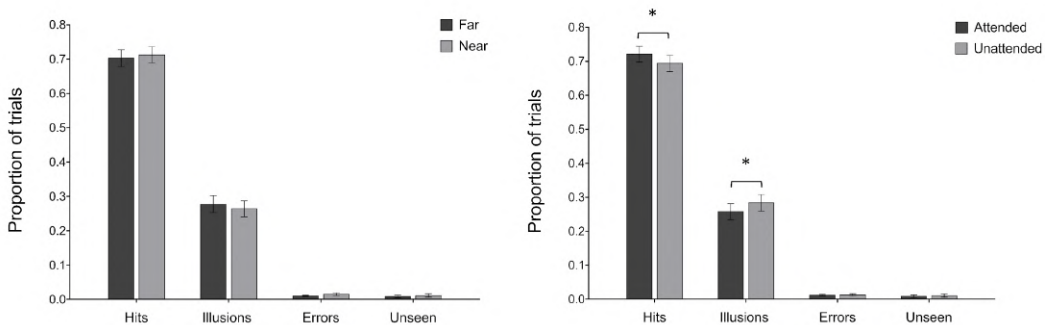 Proportion of trials
0.8
0.7
0.6
0.5
0.4
0.3
0.2
0.1
0.0
Far
Near
Hits Illusions Errors Unseen
Proportion of trials
0.8
0.7
0.6
0.5
0.4
0.3
0.2
0.1
0.0
*
*
Attended
Unattended
Hits Illusions Errors Unseen